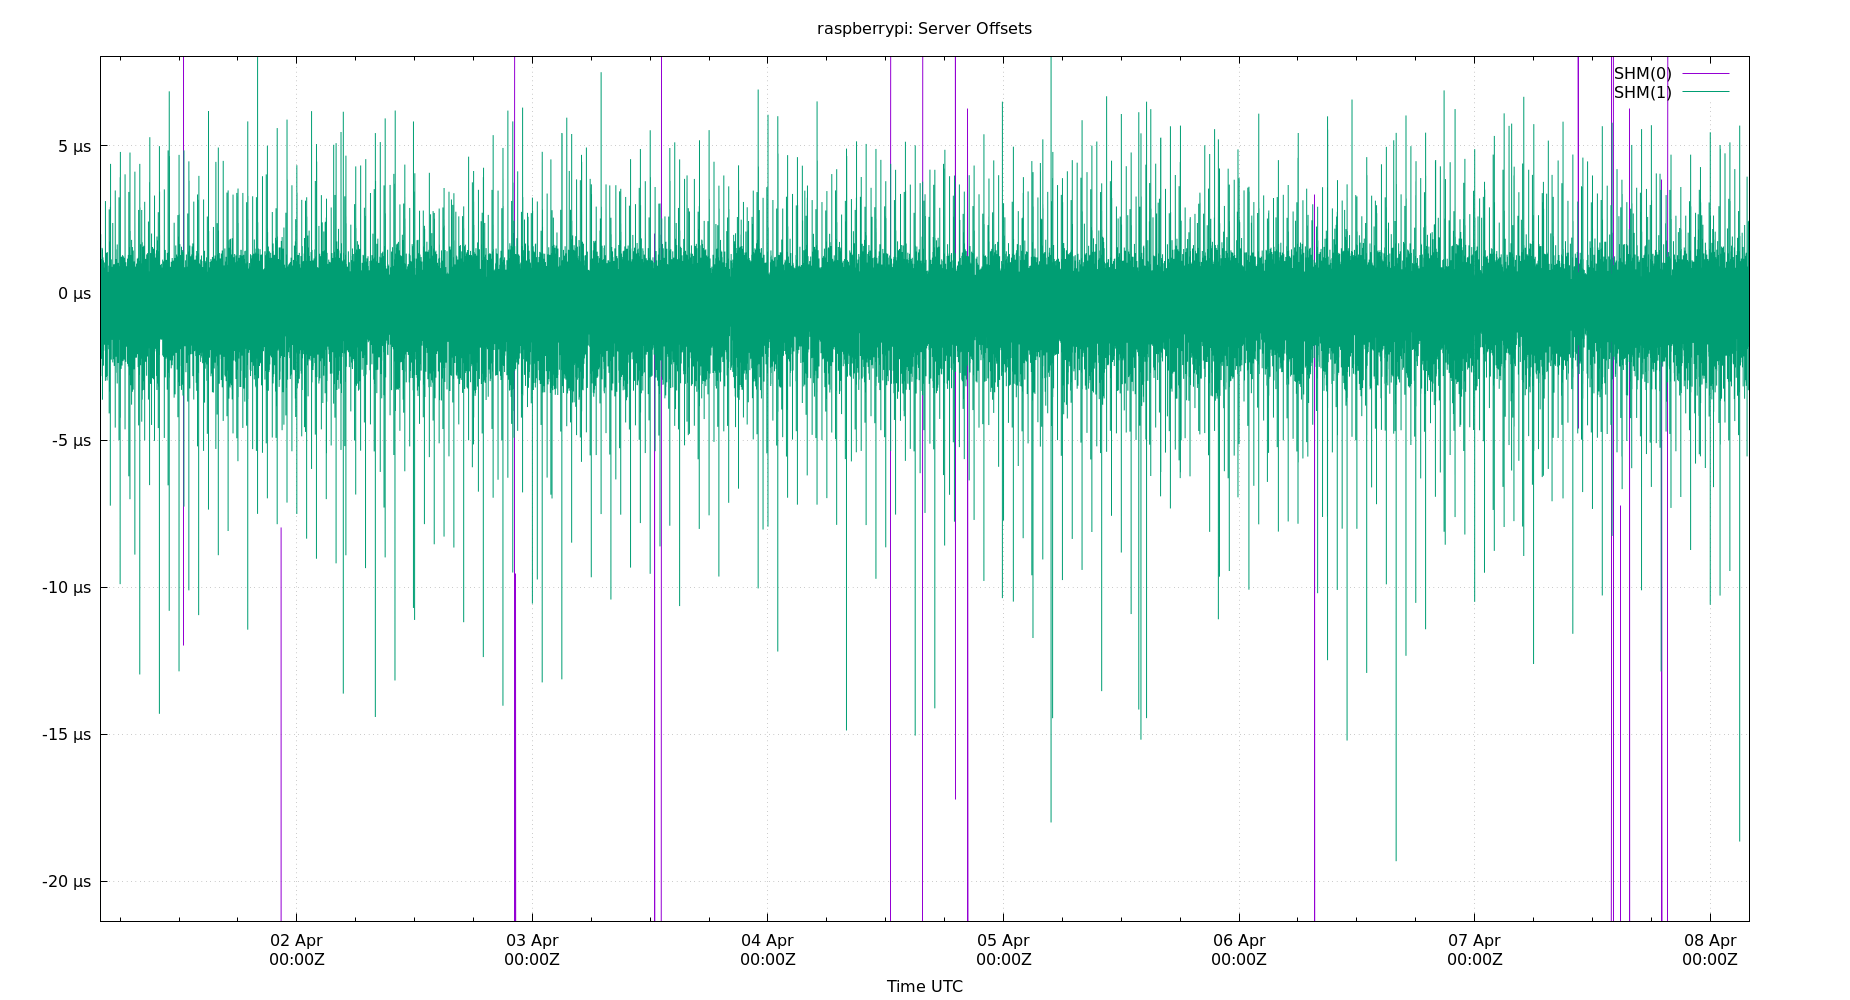 raspberrypi: Server Offsets
SHM(0)
SHM(1)
5 µs
0 µs
-5 µs
-10 µs
-15 µs
-20 µs
02 Apr 03 Apr 04 Apr 05 Apr 06 Apr 07 Apr 08 Apr
00:00Z 00:00Z 00:00Z 00:00Z 00:00Z 00:00Z 00:00Z
Time UTC